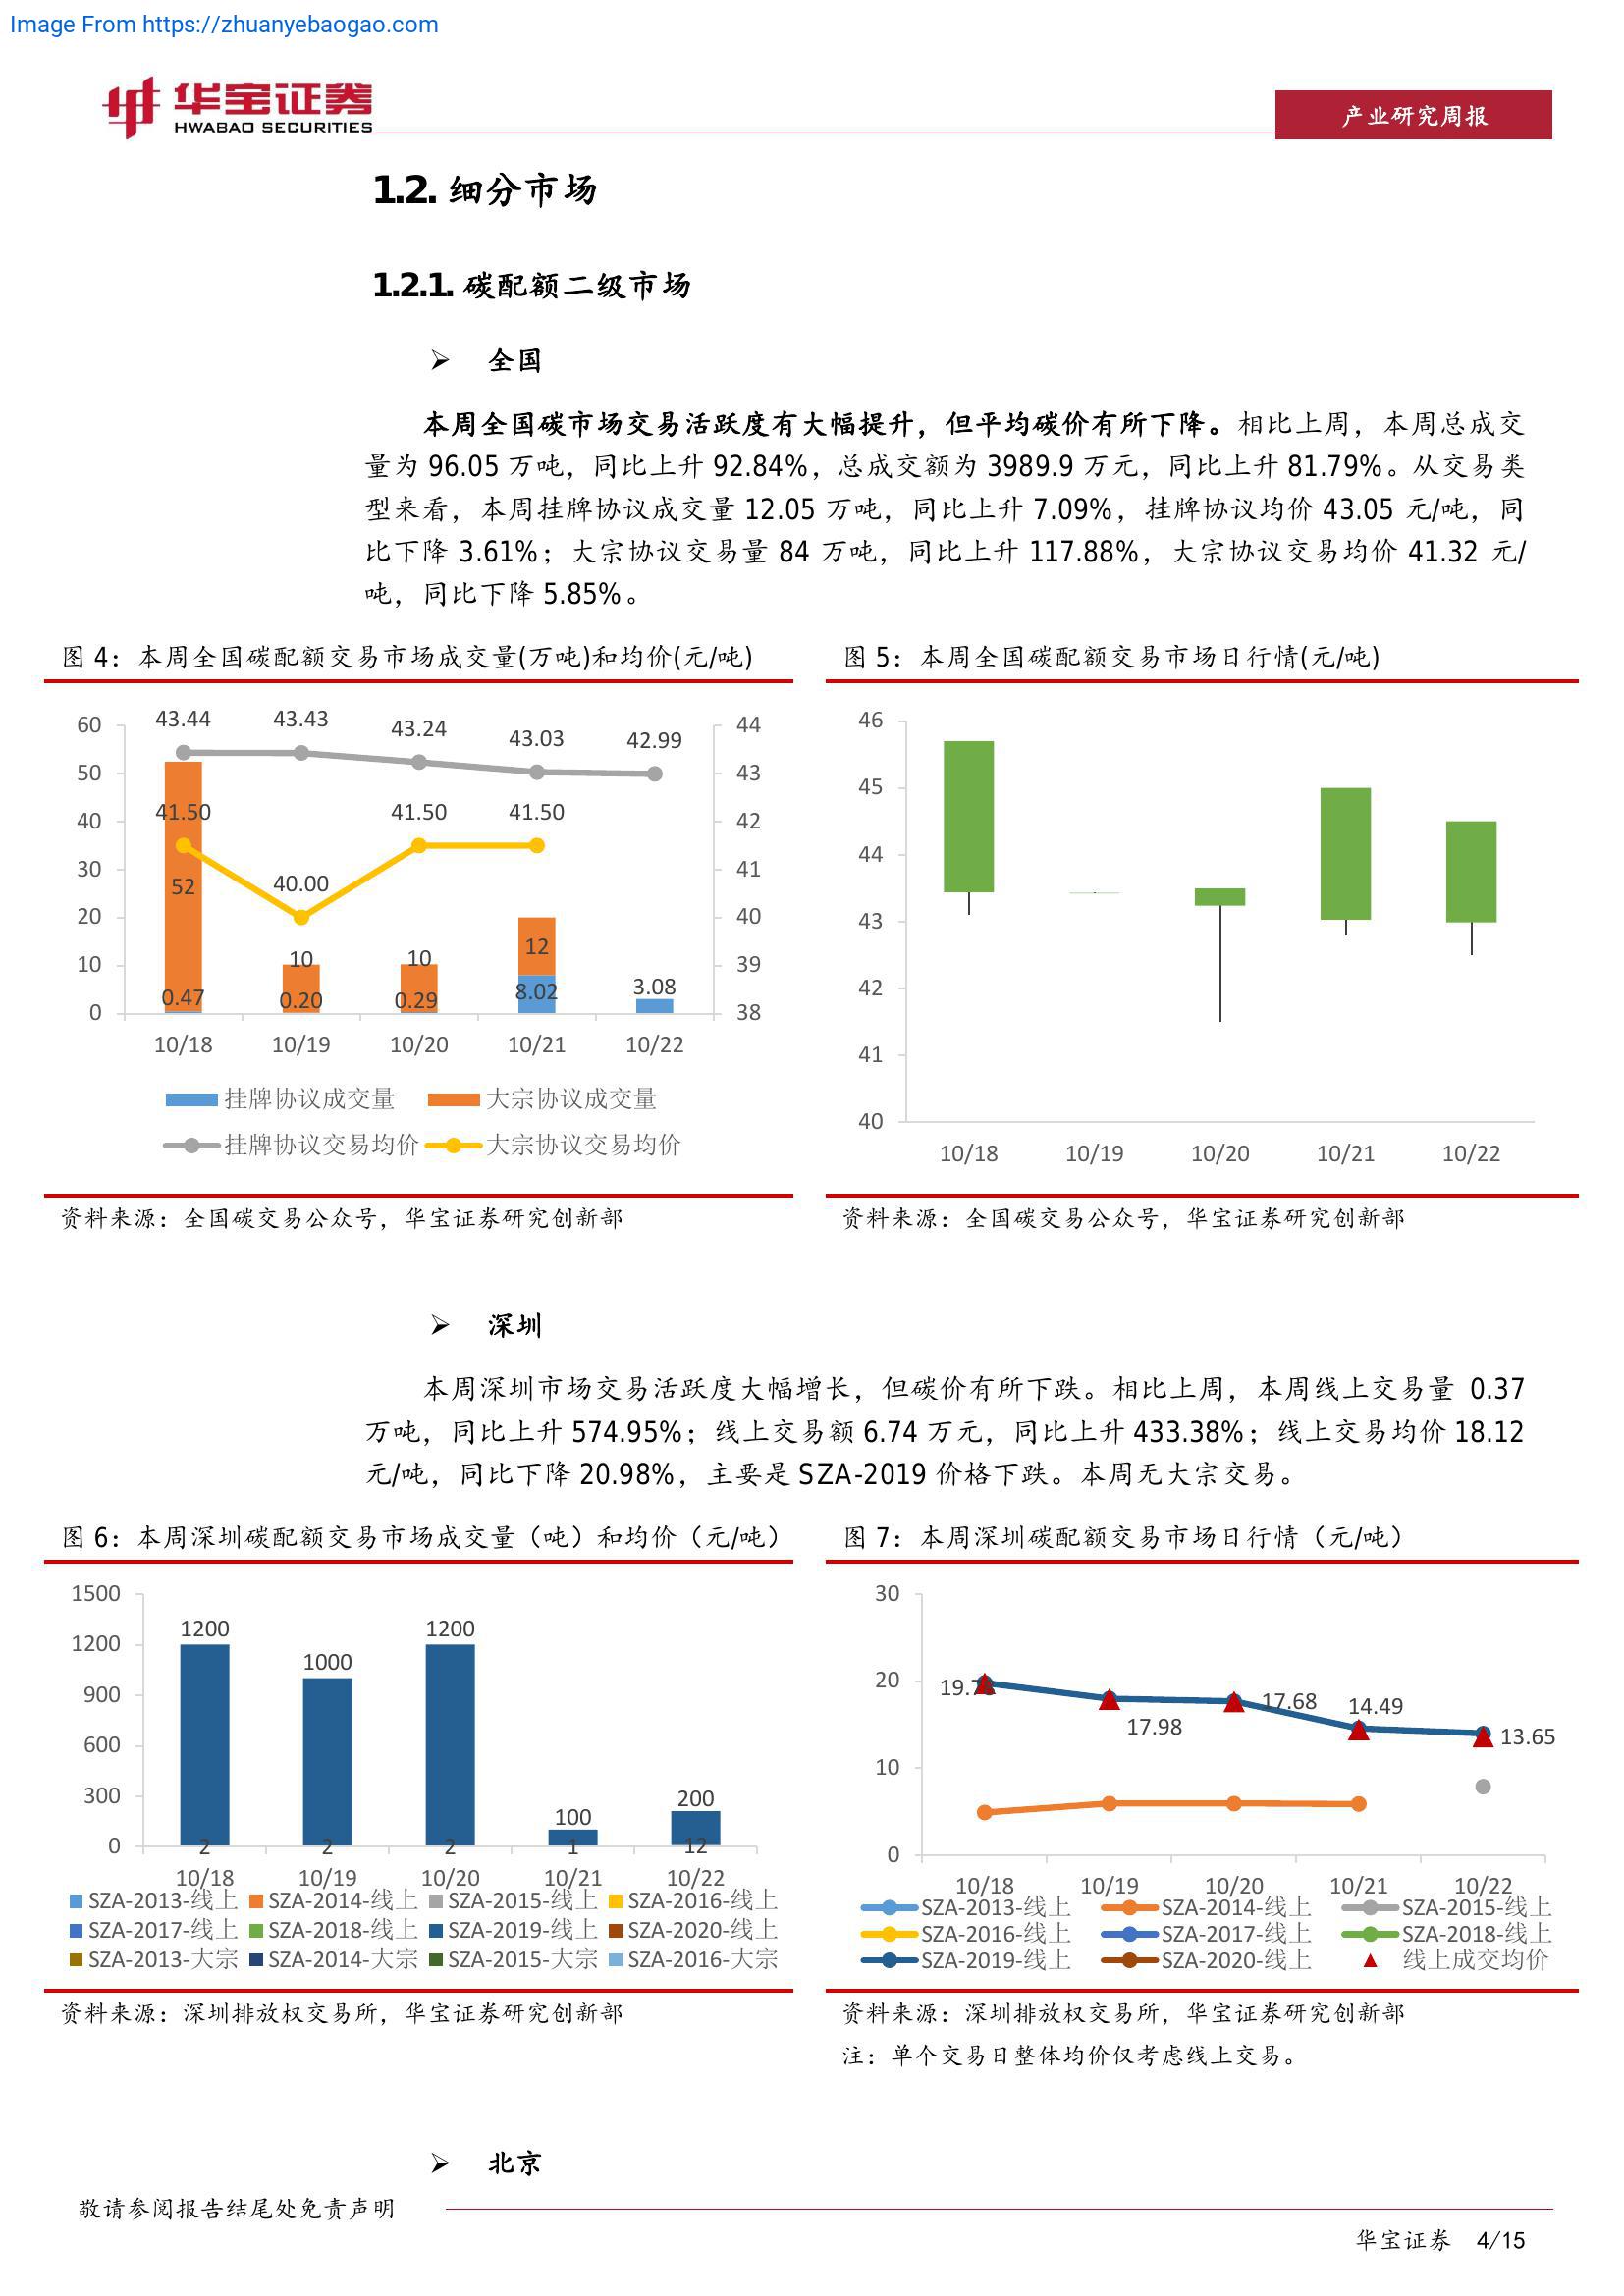 Image From https://zhuanyebaogao.com
华宝证券
HWABAO SECURITIES
产业研究周报
1.2. 细分市场
1.2.1. 碳配额二级市场
➢ 全国
本周全国碳市场交易活跃度有大幅提升，但平均碳价有所下降。相比上周，本周总成交
量为 96.05 万吨，同比上升 92.84%，总成交额为 3989.9 万元，同比上升 81.79%。从交易类
型来看，本周挂牌协议成交量 12.05 万吨，同比上升 7.09%，挂牌协议均价 43.05 元/吨，同
比下降 3.61%；大宗协议交易量 84 万吨，同比上升 117.88%，大宗协议交易均价 41.32 元/
吨，同比下降 5.85%。
图 4：本周全国碳配额交易市场成交量(万吨)和均价(元/吨)
60 43.44 43.43 43.24 43.03 42.99 44
50 43
40 41.50 41.50 41.50 42
30 52 40.00 41
20 40
10 10 10 12 39
0 0.47 0.20 0.29 8.02 3.08 38
10/18 10/19 10/20 10/21 10/22
挂牌协议成交量 大宗协议成交量
挂牌协议交易均价 大宗协议交易均价
资料来源：全国碳交易公众号，华宝证券研究创新部
图 5：本周全国碳配额交易市场日行情(元/吨)
46
45
44
43
42
41
40
10/18 10/19 10/20 10/21 10/22
资料来源：全国碳交易公众号，华宝证券研究创新部
➢ 深圳
本周深圳市场交易活跃度大幅增长，但碳价有所下跌。相比上周，本周线上交易量 0.37
万吨，同比上升 574.95%；线上交易额 6.74 万元，同比上升 433.38%；线上交易均价 18.12
元/吨，同比下降 20.98%，主要是 SZA-2019 价格下跌。本周无大宗交易。
图 6：本周深圳碳配额交易市场成交量（吨）和均价（元/吨）
1500
1200 1200 1000 1200
900
600
300 100 200
0 2 2 2 1 12
10/18 10/19 10/20 10/21 10/22
SZA-2013-线上 SZA-2014-线上 SZA-2015-线上 SZA-2016-线上
SZA-2017-线上 SZA-2018-线上 SZA-2019-线上 SZA-2020-线上
SZA-2013-大宗 SZA-2014-大宗 SZA-2015-大宗 SZA-2016-大宗
资料来源：深圳排放权交易所，华宝证券研究创新部
图 7：本周深圳碳配额交易市场日行情（元/吨）
30
20 17.98 17.68 14.49 13.65
10
0
10/18 10/19 10/20 10/21 10/22
SZA-2013-线上 SZA-2014-线上 SZA-2015-线上
SZA-2016-线上 SZA-2017-线上 SZA-2018-线上
SZA-2019-线上 SZA-2020-线上 线上成交均价
资料来源：深圳排放权交易所，华宝证券研究创新部
注：单个交易日整体均价仅考虑线上交易。
➢ 北京
敬请参阅报告结尾处免责声明
华宝证券 4/15